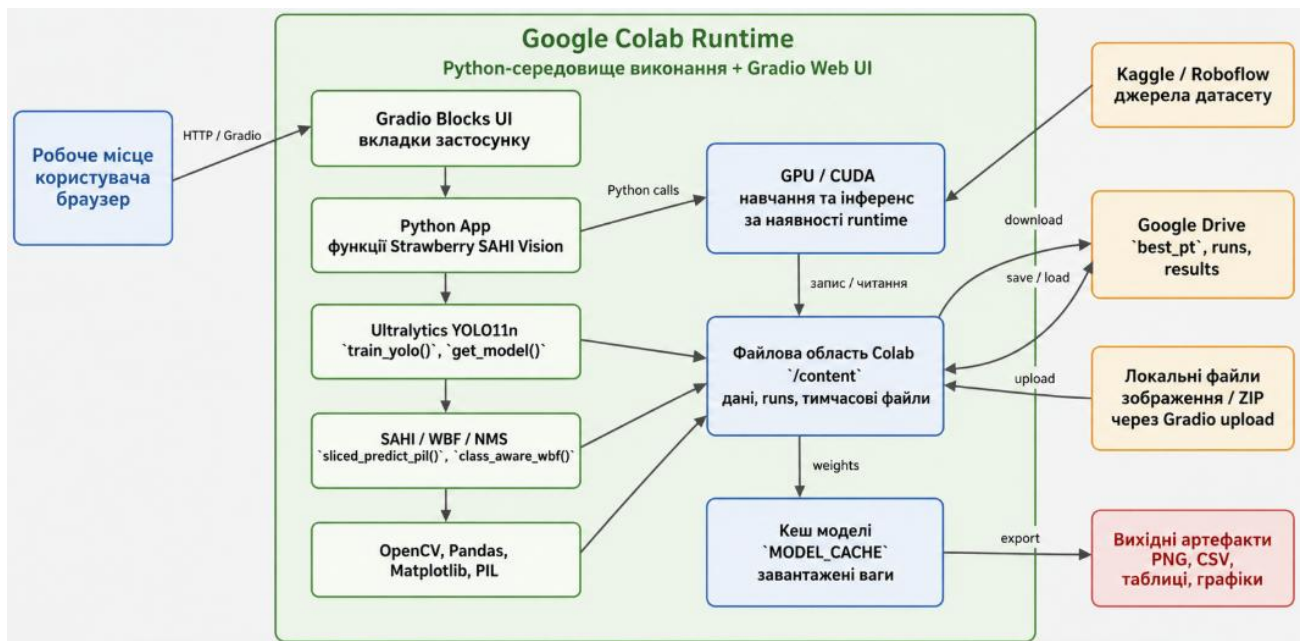 Google Colab Runtime
Python-середовище виконання + Gradio Web UI
Робоче місце
користувача
браузер
HTTP / Gradio
Gradio Blocks UI
вкладки застосунку
Python App
функції Strawberry SAHI Vision
Python calls
Ultralytics YOLO11n
`train_yolo()`, `get_model()`
SAHI / WBF / NMS
`sliced_predict_pil()`, `class_aware_wbf()`
OpenCV, Pandas,
Matplotlib, PIL
GPU / CUDA
навчання та інференс
за наявності runtime
запис / читання
Файлова область Colab
`/content`
дані, runs, тимчасові файли
weights
Кеш моделі
`MODEL_CACHE`
завантажені ваги
Kaggle / Roboflow
джерела датасету
download
Google Drive
`best_pt`, runs,
results
save / load
upload
Локальні файли
зображення / ZIP
через Gradio upload
export
Вихідні артефакти
PNG, CSV,
таблиці, графіки